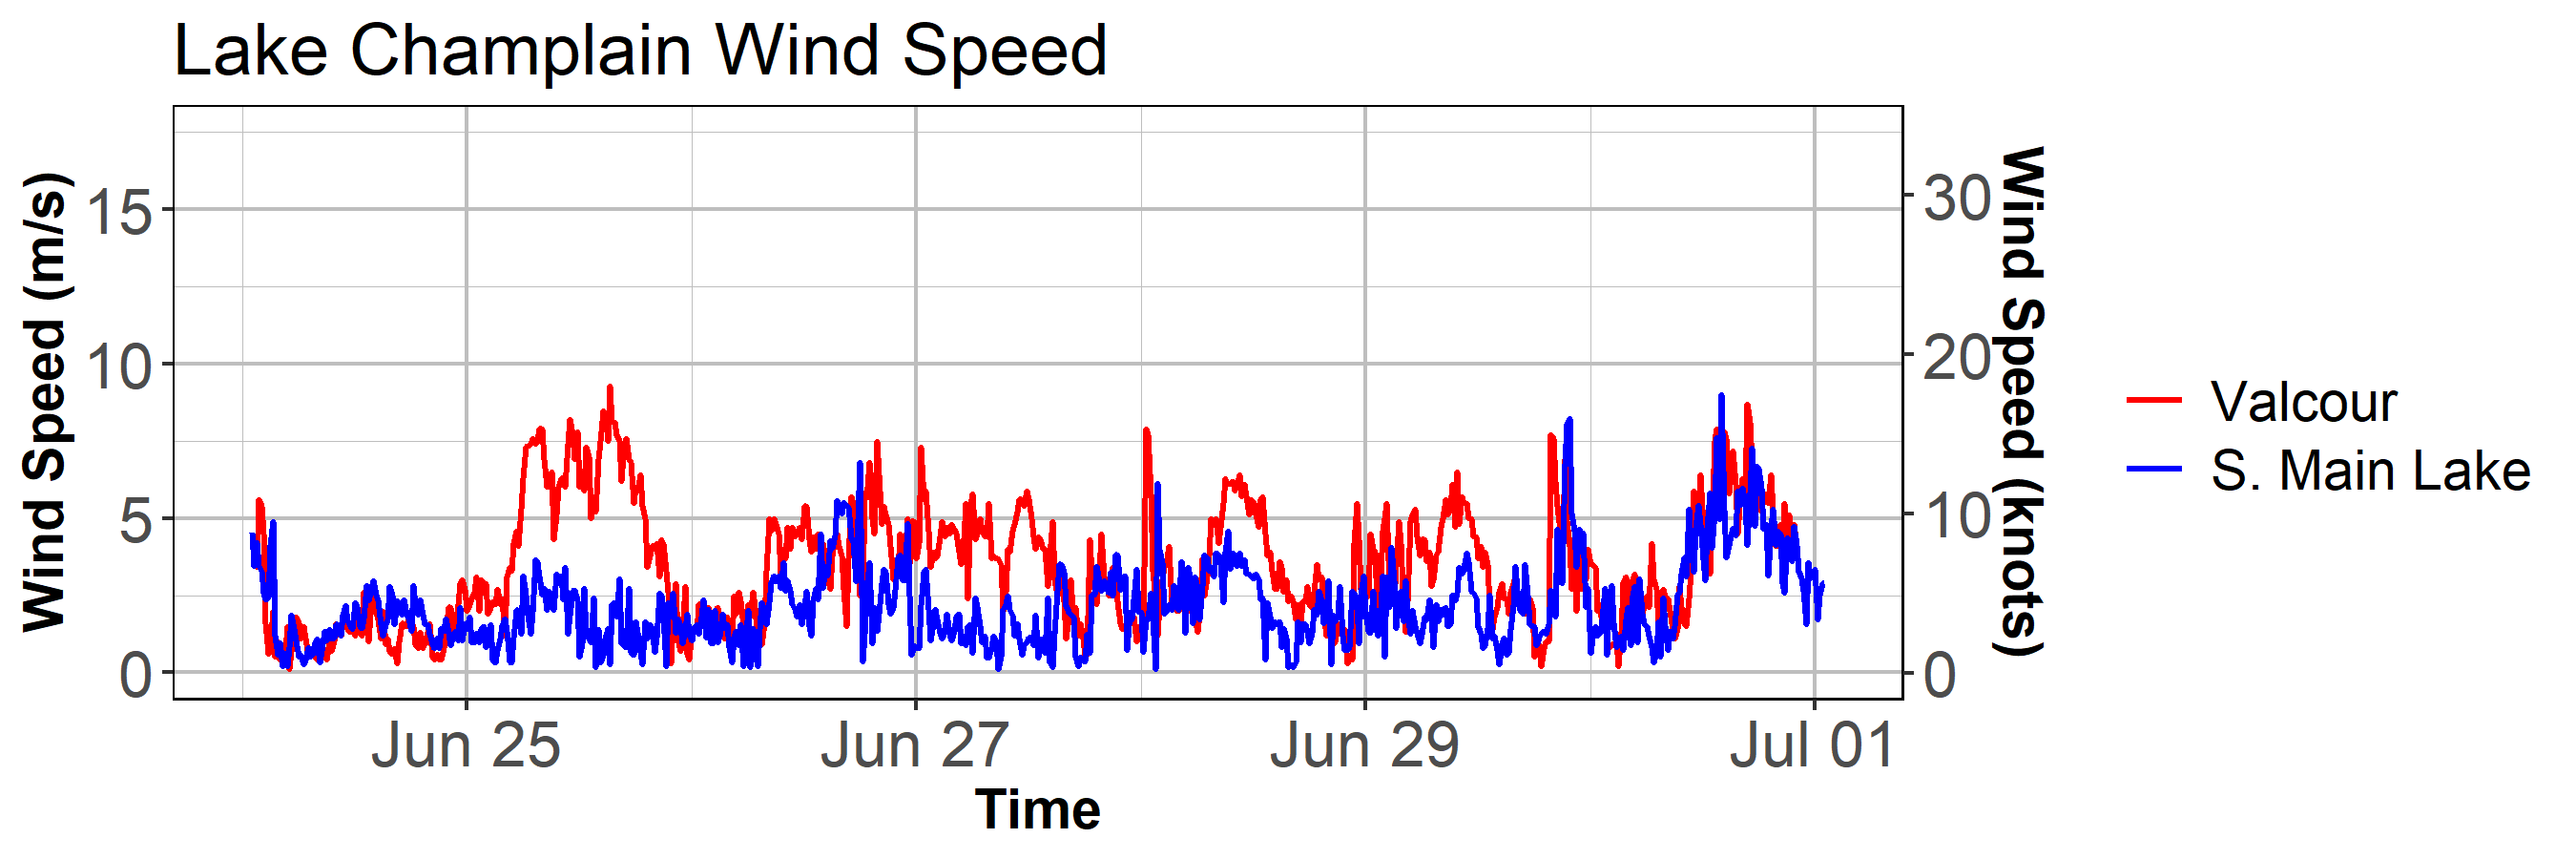 Lake Champlain Wind Speed
Wind Speed (m/s)
15
10
5
0
30
20
10
0
Wind Speed (knots)
Jun 25
Jun 27
Jun 29
Jul 01
Time
Valcour
S. Main Lake